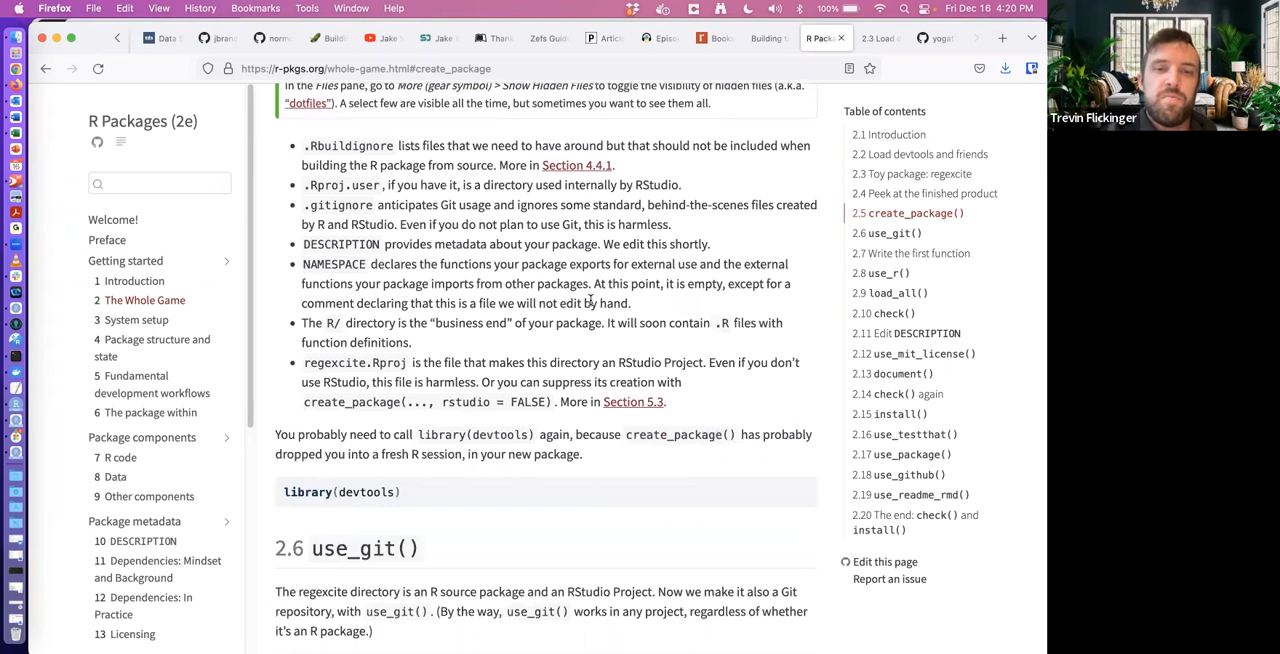 Firefox File Edit View History Bookmarks Tools Window Help 100% Fri Dec 16 4:20 PM
Data jbran norm Buildi Jake Jake Thank Zefs Guid Artic Episo Book Building t R Packa 2.3 Load yogat
https://r-pkgs.org/whole-game.html#create_package
Trevin Flickinger
R Packages (2e)
Welcome!
Preface
Getting started
1 Introduction
2 The Whole Game
3 System setup
4 Package structure and
state
5 Fundamental
development workflows
6 The package within
Package components
7 R code
8 Data
9 Other components
Package metadata
10 DESCRIPTION
11 Dependencies: Mindset
and Background
12 Dependencies: In
Practice
13 Licensing
in the Files pane, go to More (gear symbol) > Show Hidden Files to toggle the visibility of hidden files (a.k.a.
“dotfiles”). A select few are visible all the time, but sometimes you want to see them all.
• .Rbuildignore lists files that we need to have around but that should not be included when
building the R package from source. More in Section 4.4.1.
• .Rproj.user, if you have it, is a directory used internally by RStudio.
• .gitignore anticipates Git usage and ignores some standard, behind-the-scenes files created
by R and RStudio. Even if you do not plan to use Git, this is harmless.
• DESCRIPTION provides metadata about your package. We edit this shortly.
• NAMESPACE declares the functions your package exports for external use and the external
functions your package imports from other packages. At this point, it is empty, except for a
comment declaring that this is a file we will not edit by hand.
• The R/ directory is the “business end” of your package. It will soon contain .R files with
function definitions.
• regexcite.Rproj is the file that makes this directory an RStudio Project. Even if you don’t
use RStudio, this file is harmless. Or you can suppress its creation with
create_package(..., rstudio = FALSE). More in Section 5.3.
You probably need to call library(devtools) again, because create_package() has probably
dropped you into a fresh R session, in your new package.
library(devtools)
2.6 use_git()
The regexcite directory is an R source package and an RStudio Project. Now we make it also a Git
repository, with use_git(). (By the way, use_git() works in any project, regardless of whether
it’s an R package.)
Table of contents
2.1 Introduction
2.2 Load devtools and friends
2.3 Toy package: regexcite
2.4 Peek at the finished product
2.5 create_package()
2.6 use_git()
2.7 Write the first function
2.8 use_r()
2.9 load_all()
2.10 check()
2.11 Edit DESCRIPTION
2.12 use_mit_license()
2.13 document()
2.14 check() again
2.15 install()
2.16 use_testthat()
2.17 use_package()
2.18 use_github()
2.19 use_readme_rmd()
2.20 The end: check() and
install()
Edit this page
Report an issue